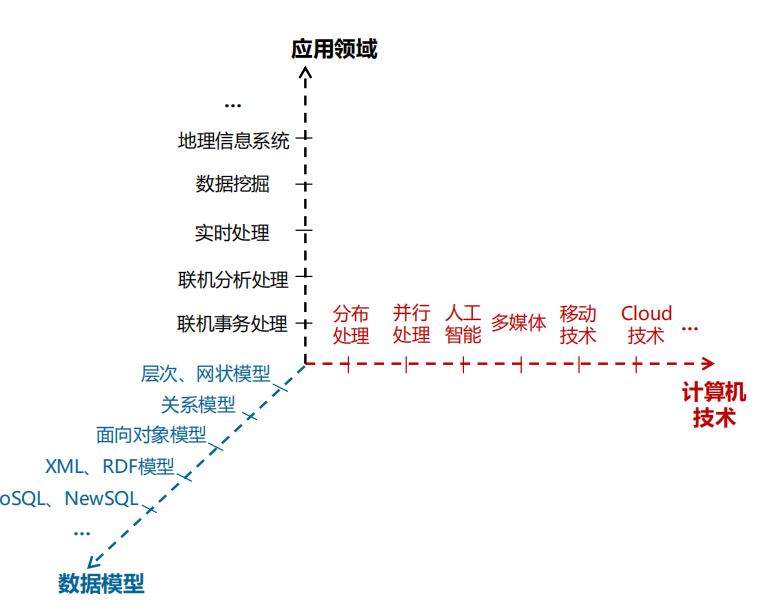 应用领域
...
地理信息系统
数据挖掘
实时处理
联机分析处理
联机事务处理
分布
处理
并行
处理
人工
智能
多媒体
移动
技术
Cloud
技术
...
计算机
技术
层次、网状模型
关系模型
面向对象模型
XML、RDF模型
oSQL、NewSQL
...
数据模型